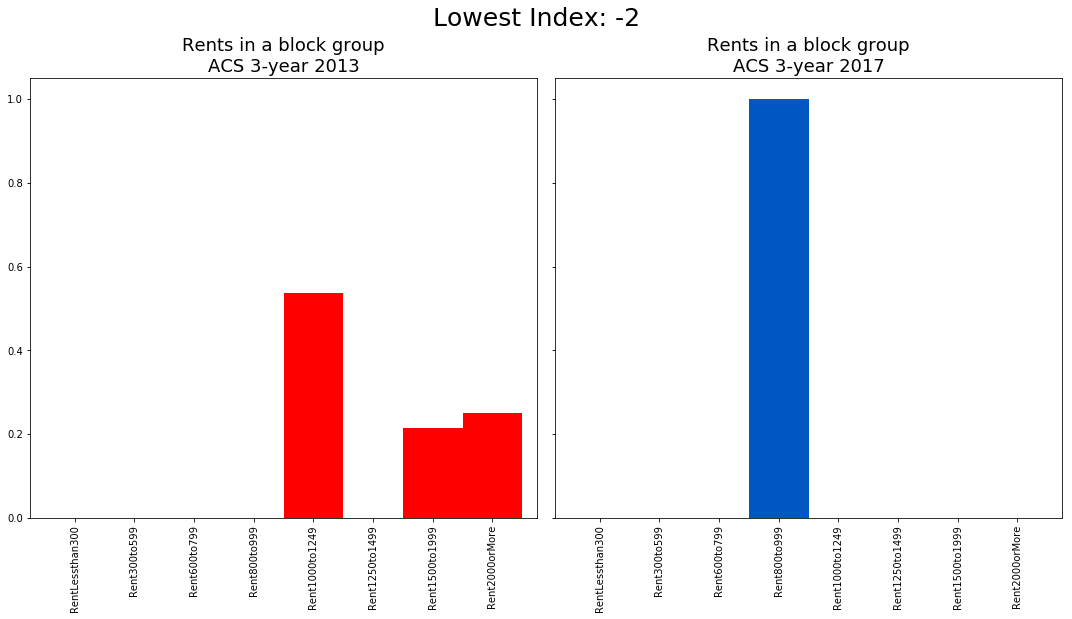 Lowest Index: -2
Rents in a block group
ACS 3-year 2013
Rents in a block group
ACS 3-year 2017
1.0
0.8
0.6
0.4
0.2
0.0
RentLessthan300
Rent300to599
Rent600to799
Rent800to999
Rent1000to1249
Rent1250to1499
Rent1500to1999
Rent2000orMore
RentLessthan300
Rent300to599
Rent600to799
Rent800to999
Rent1000to1249
Rent1250to1499
Rent1500to1999
Rent2000orMore